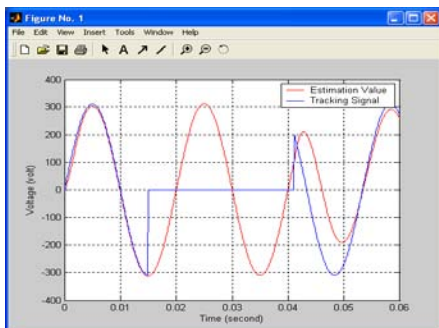 Figure No. 1
File Edit View Insert Tools Window Help
A
Estimation Value
Tracking Signal
400
300
200
100
0
-100
-200
-300
-400
Voltage (volt)
0 0.01 0.02 0.03 0.04 0.05 0.06
Time (second)